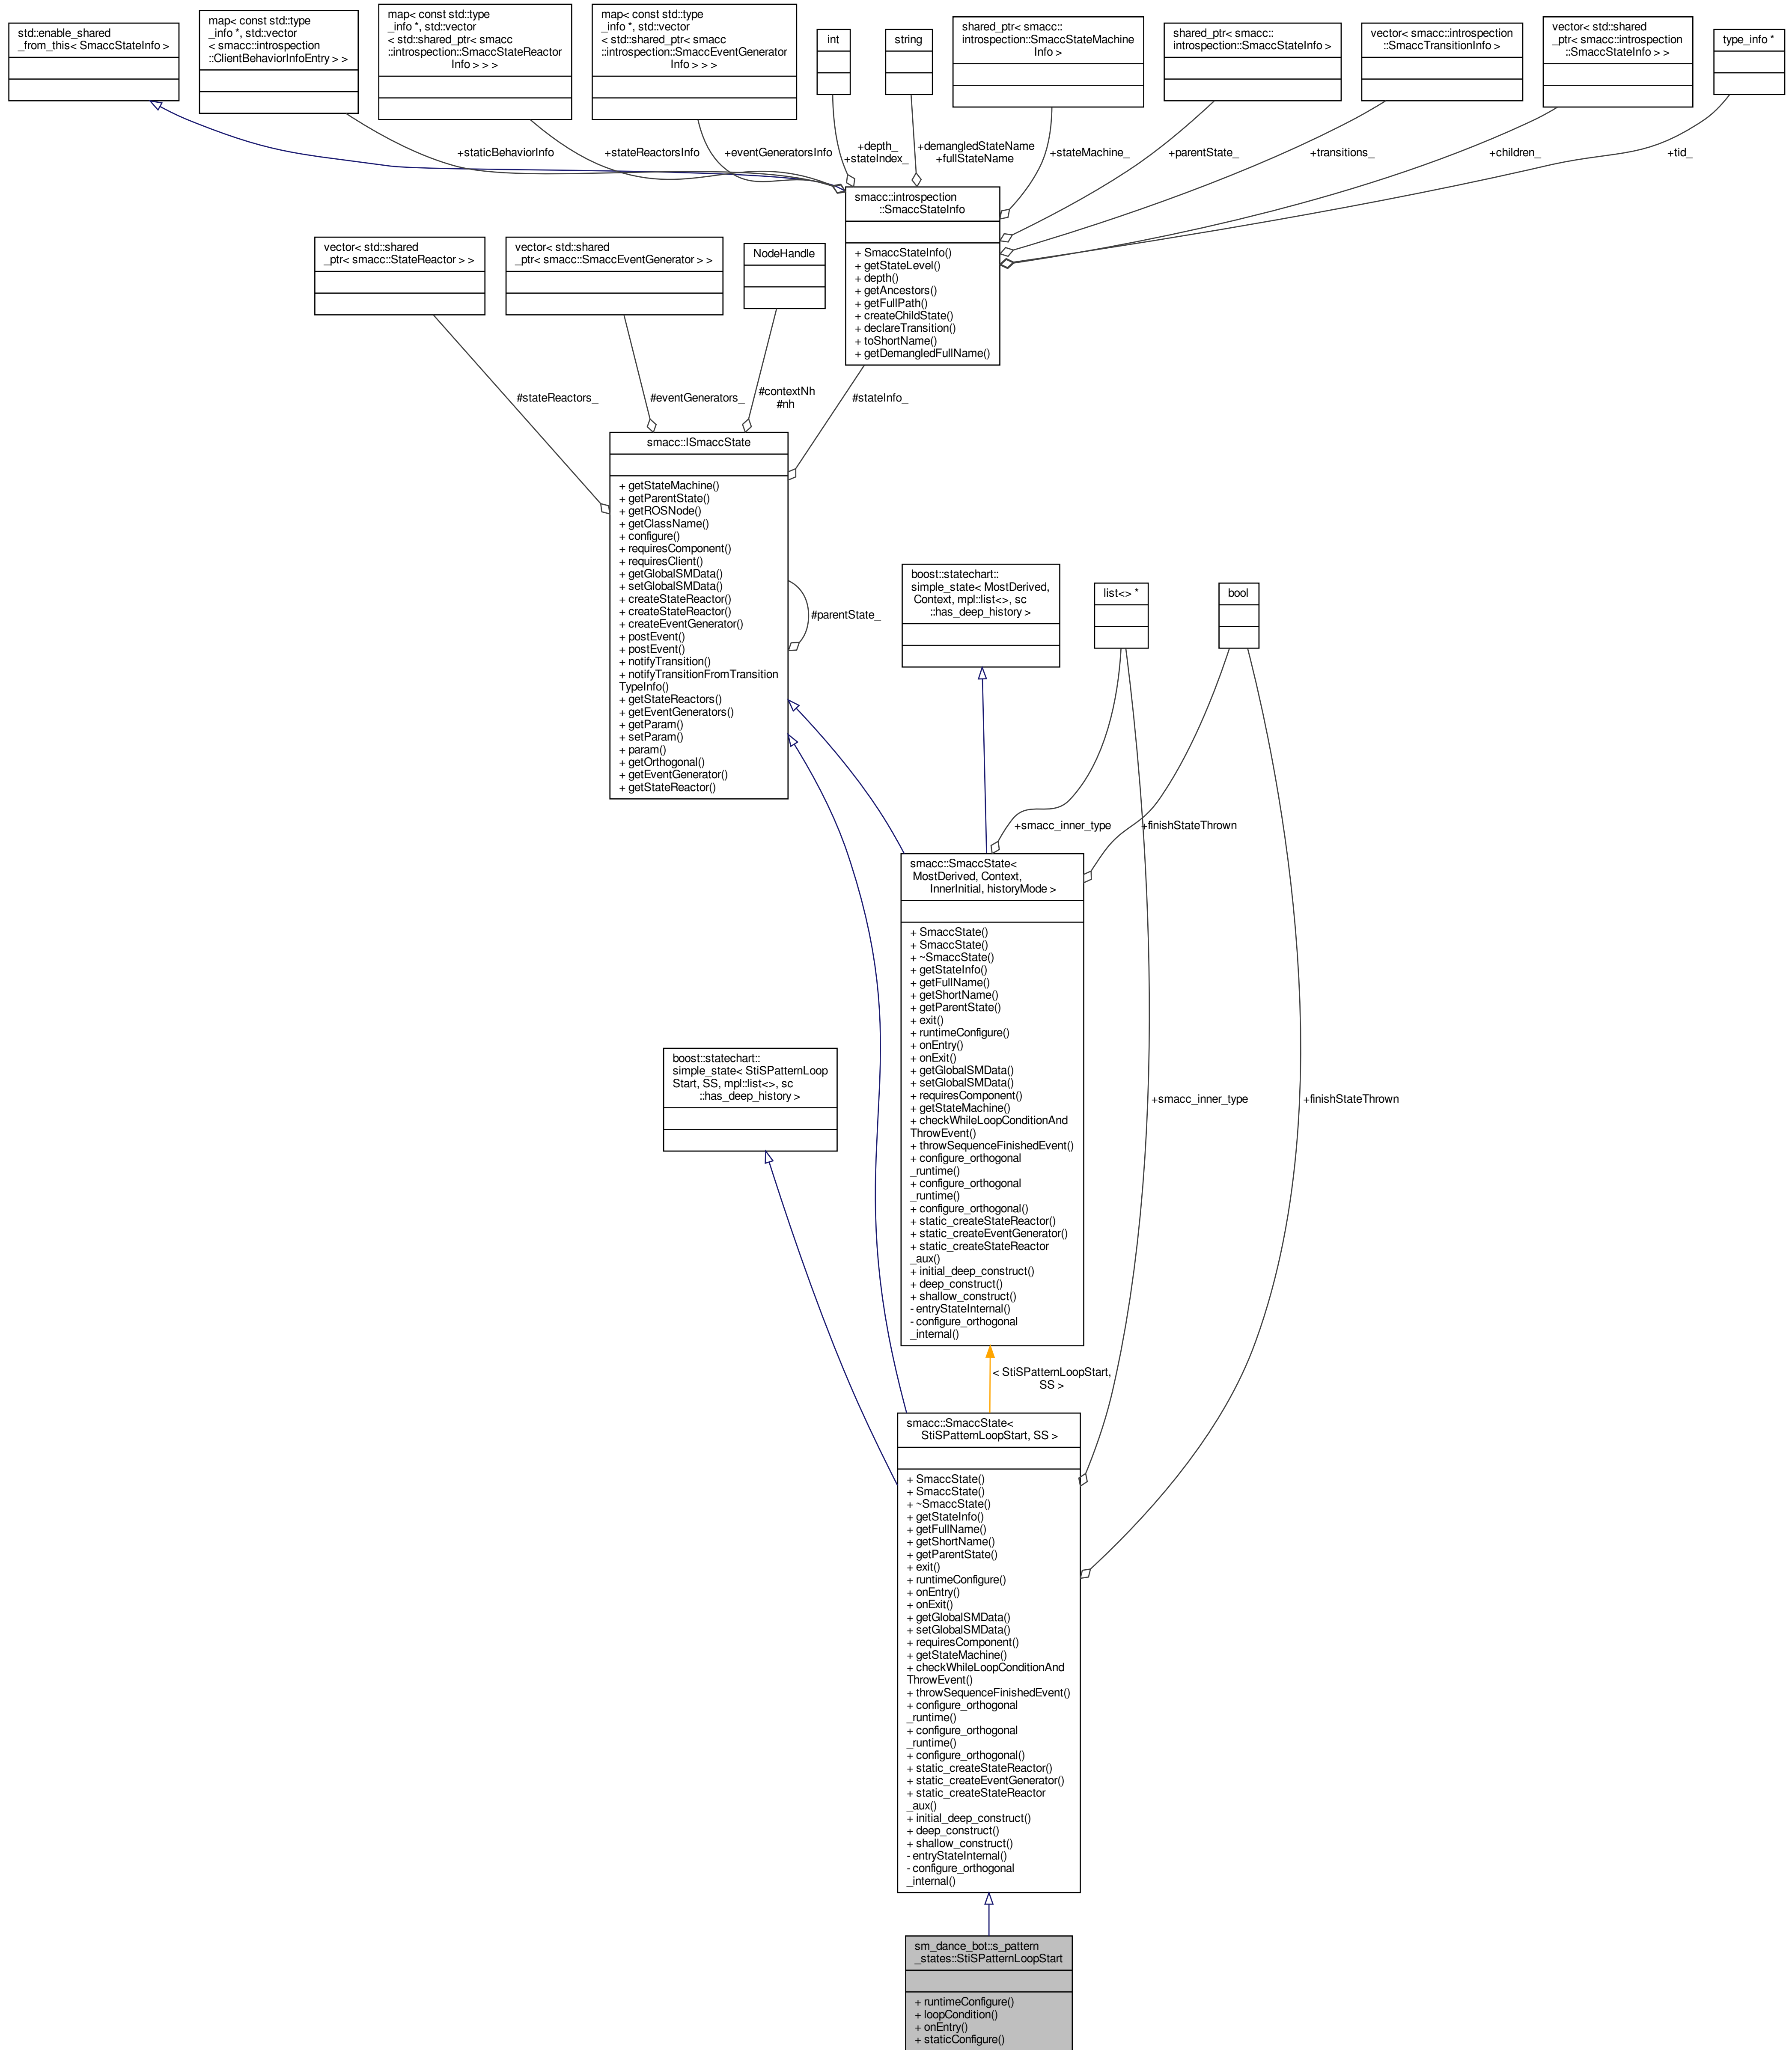 std::enable_shared
_from_this< SmaccStateInfo >
map< const std::type
_info *, std::vector
< smacc::introspection
::ClientBehaviorInfoEntry > >
map< const std::type
_info *, std::vector
< std::shared_ptr< smacc
::introspection::SmaccStateReactor
Info > > >
map< const std::type
_info *, std::vector
< std::shared_ptr< smacc
::introspection::SmaccEventGenerator
Info > > >
int
string
shared_ptr< smacc::
introspection::SmaccStateMachine
Info >
shared_ptr< smacc::
introspection::SmaccStateInfo >
vector< smacc::introspection
::SmaccTransitionInfo >
vector< std::shared
_ptr< smacc::introspection
::SmaccStateInfo > >
type_info *
+staticBehaviorInfo
+stateReactorsInfo
+eventGeneratorsInfo
+depth_
+stateIndex_
+demangledStateName
+fullStateName
+stateMachine_
+parentState_
+transitions_
+children_
+tid_
smacc::introspection
::SmaccStateInfo
+ SmaccStateInfo()
+ getStateLevel()
+ depth()
+ getAncestors()
+ getFullPath()
+ createChildState()
+ declareTransition()
+ toShortName()
+ getDemangledFullName()
vector< std::shared
_ptr< smacc::StateReactor > >
vector< std::shared
_ptr< smacc::SmaccEventGenerator > >
NodeHandle
#stateReactors_
#eventGenerators_
#contextNh
#nh
#stateInfo_
smacc::ISmaccState
+ getStateMachine()
+ getParentState()
+ getROSNode()
+ getClassName()
+ configure()
+ requiresComponent()
+ requiresClient()
+ getGlobalSMData()
+ setGlobalSMData()
+ createStateReactor()
+ createStateReactor()
+ createEventGenerator()
+ postEvent()
+ postEvent()
+ notifyTransition()
+ notifyTransitionFromTransition
TypeInfo()
+ getStateReactors()
+ getEventGenerators()
+ getParam()
+ setParam()
+ param()
+ getOrthogonal()
+ getEventGenerator()
+ getStateReactor()
#parentState_
boost::statechart::
simple_state< MostDerived,
Context, mpl::list<>, sc
::has_deep_history >
list<> *
bool
+smacc_inner_type
+finishStateThrown
smacc::SmaccState<
MostDerived, Context,
InnerInitial, historyMode >
+ SmaccState()
+ SmaccState()
+ ~SmaccState()
+ getStateInfo()
+ getFullName()
+ getShortName()
+ getParentState()
+ exit()
+ runtimeConfigure()
+ onEntry()
+ onExit()
+ getGlobalSMData()
+ setGlobalSMData()
+ requiresComponent()
+ getStateMachine()
+ checkWhileLoopConditionAnd
ThrowEvent()
+ throwSequenceFinishedEvent()
+ configure_orthogonal
_runtime()
+ configure_orthogonal
_runtime()
+ configure_orthogonal()
+ static_createStateReactor()
+ static_createEventGenerator()
+ static_createStateReactor
_aux()
+ initial_deep_construct()
+ deep_construct()
+ shallow_construct()
- entryStateInternal()
- configure_orthogonal
_internal()
boost::statechart::
simple_state< StiSPatternLoop
Start, SS, mpl::list<>, sc
::has_deep_history >
+smacc_inner_type
+finishStateThrown
< StiSPatternLoopStart,
SS >
smacc::SmaccState<
StiSPatternLoopStart, SS >
+ SmaccState()
+ SmaccState()
+ ~SmaccState()
+ getStateInfo()
+ getFullName()
+ getShortName()
+ getParentState()
+ exit()
+ runtimeConfigure()
+ onEntry()
+ onExit()
+ getGlobalSMData()
+ setGlobalSMData()
+ requiresComponent()
+ getStateMachine()
+ checkWhileLoopConditionAnd
ThrowEvent()
+ throwSequenceFinishedEvent()
+ configure_orthogonal
_runtime()
+ configure_orthogonal
_runtime()
+ configure_orthogonal()
+ static_createStateReactor()
+ static_createEventGenerator()
+ static_createStateReactor
_aux()
+ initial_deep_construct()
+ deep_construct()
+ shallow_construct()
- entryStateInternal()
- configure_orthogonal
_internal()
sm_dance_bot::s_pattern
_states::StiSPatternLoopStart
+ runtimeConfigure()
+ loopCondition()
+ onEntry()
+ staticConfigure()